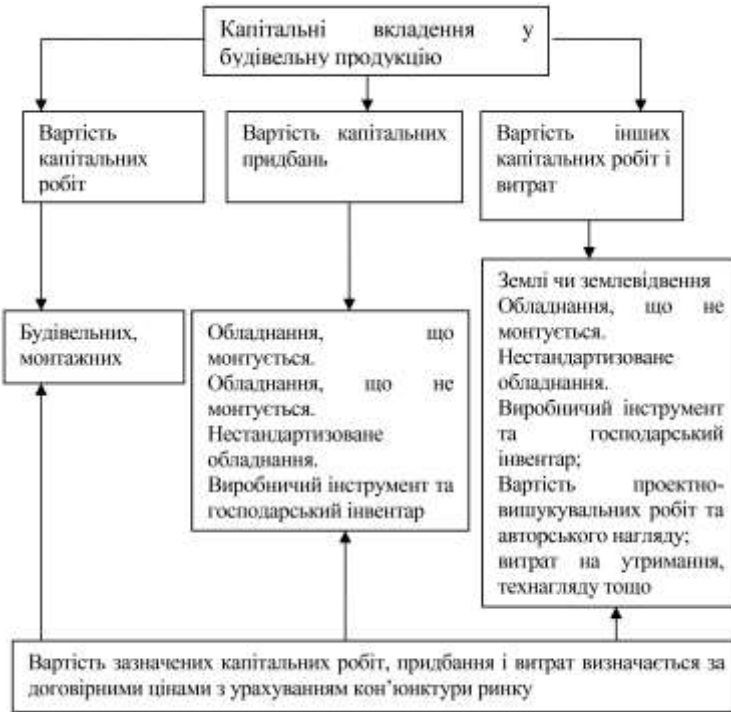 Капітальні вкладення у
будівельну продукцію
Вартість
капітальних
робіт
Вартість капітальних
придбань
Вартість інших
капітальних робіт і
витрат
Будівельних,
монтажних
Обладнання, що
монтується.
Обладнання, що не
монтується.
Нестандартизоване
обладнання.
Виробничий інструмент та
господарський інвентар
Землі чи землевідвення
Обладнання, що не
монтується.
Нестандартизоване
обладнання.
Виробничий інструмент
та господарський
інвентар;
Вартість проектно-
вишукувальних робіт та
авторського нагляду;
витрат на утримання,
технагляду тощо
Вартість зазначених капітальних робіт, придбання і витрат визначається за
договірними цінами з урахуванням кон’юнктури ринку